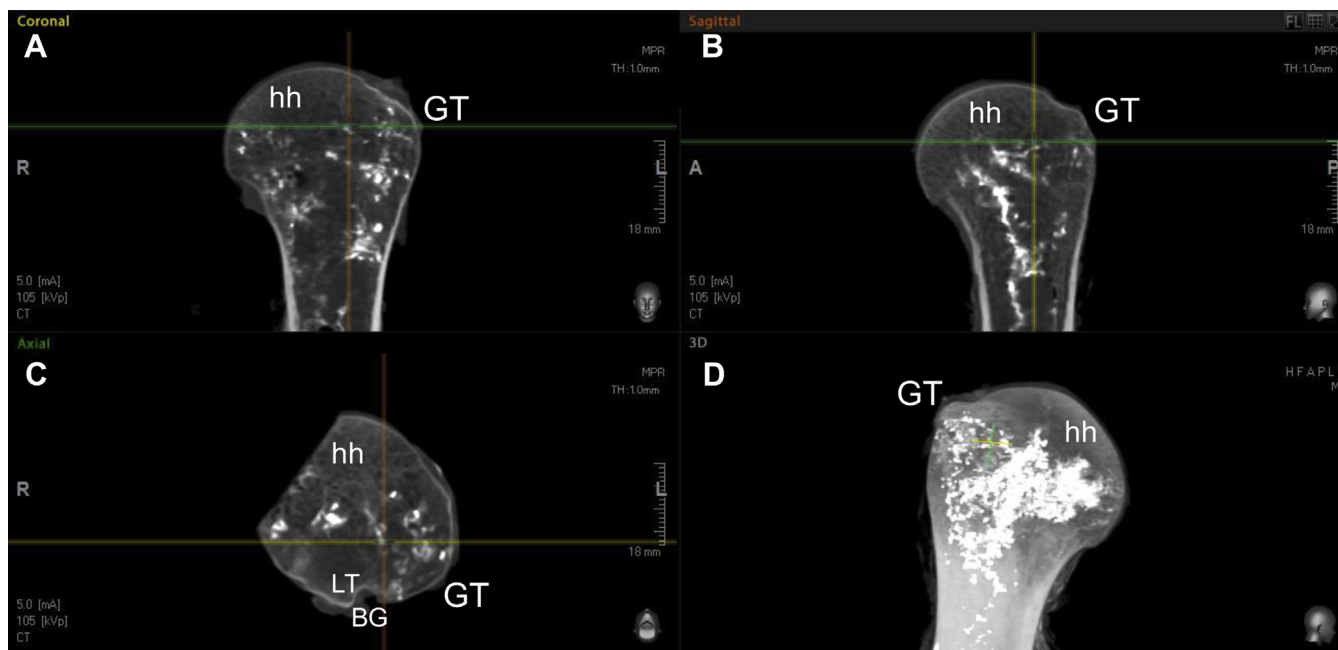 Coronal
A
MPR
TH:1.0mm
hh
GT
R
L
18 mm
5.0 [mA]
105 [kVp]
CT
Sagittal
FL
B
MPR
TH:1.0mm
hh
GT
A
P
18 mm
5.0 [mA]
105 [kVp]
CT
Axial
C
MPR
TH:1.0mm
hh
R
L
18 mm
LT
GT
BG
5.0 [mA]
105 [kVp]
CT
3D
D
H F A P L
M
GT
hh